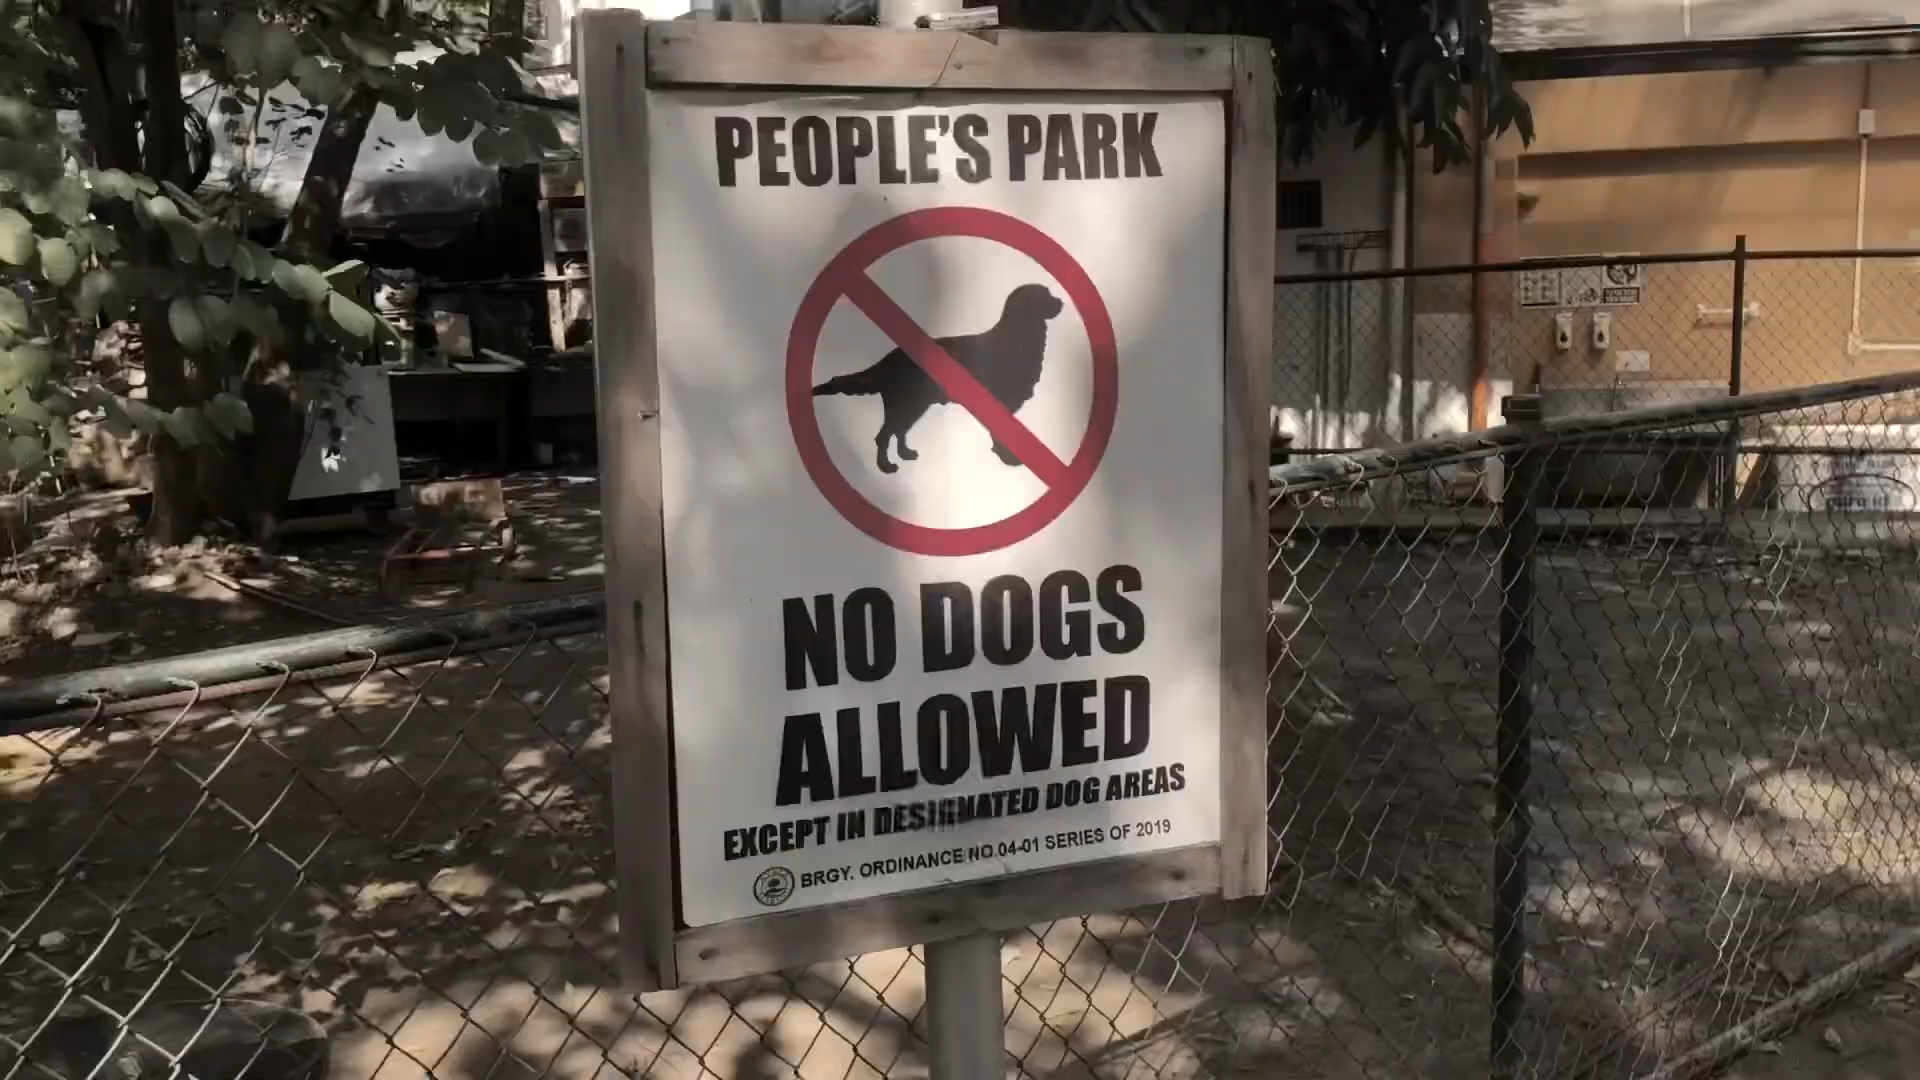 PEOPLE'S PARK
NO DOGS
ALLOWED
EXCEPT IN DESIGNATED DOG AREAS
BRGY. ORDINANCE NO.04-01 SERIES OF 2019